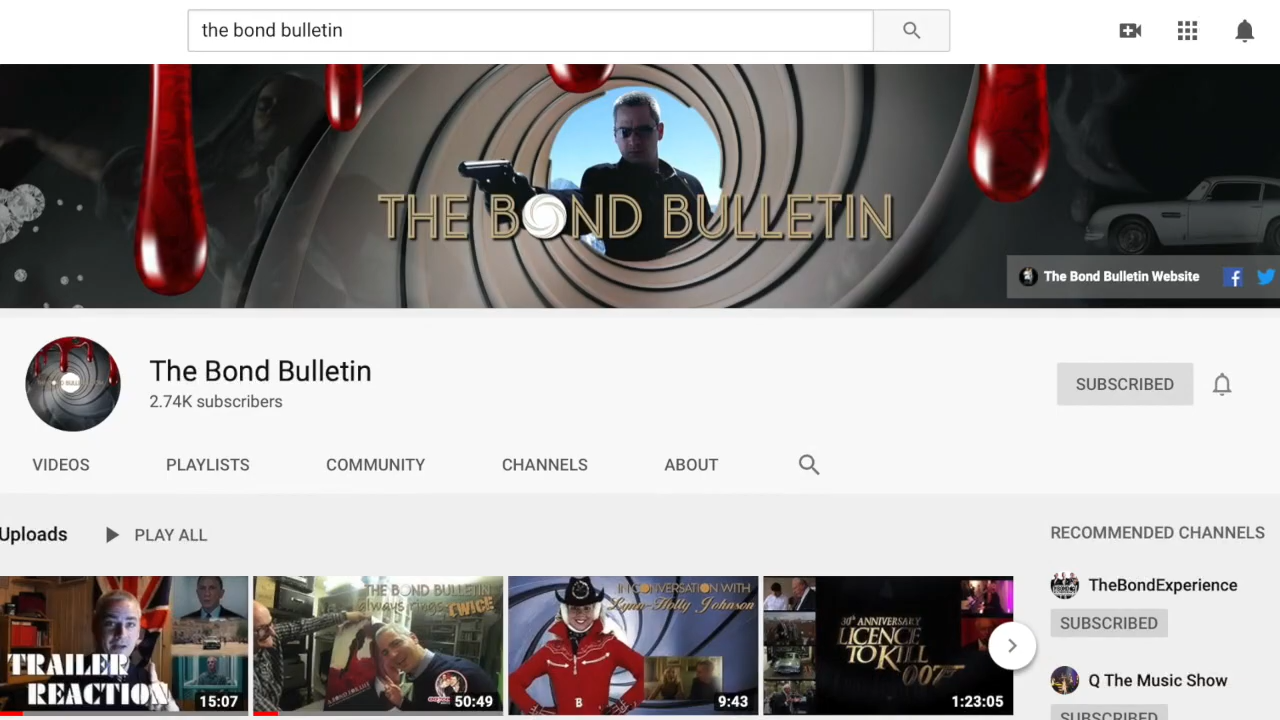 the bond bulletin
THE BOND BULLETIN
The Bond Bulletin Website
The Bond Bulletin
2.74K subscribers
SUBSCRIBED
VIDEOS PLAYLISTS COMMUNITY CHANNELS ABOUT
Uploads PLAY ALL
RECOMMENDED CHANNELS
TRAILER
REACTION
15:07
THE BOND BULLETIN
always rings TWICE
50:49
IN CONVERSATION WITH
Lynn-Holly Johnson
B
9:43
30th ANNIVERSARY
LICENCE
TO KILL
007
1:23:05
TheBondExperience
SUBSCRIBED
Q The Music Show
SUBSCRIBED